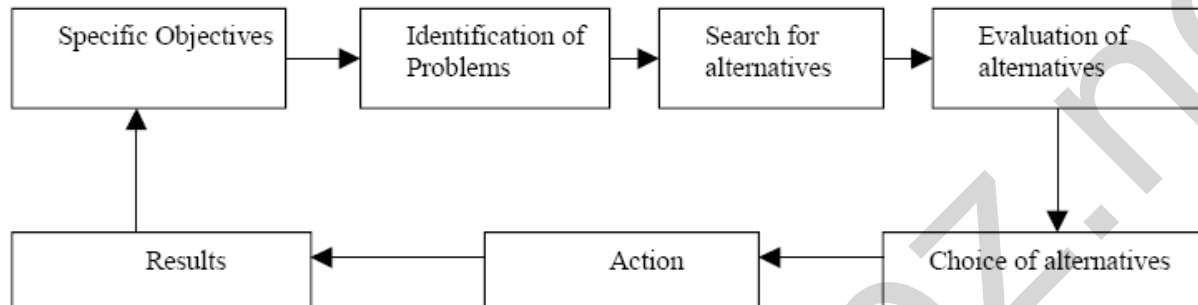 Specific Objectives
Identification of
Problems
Search for
alternatives
Evaluation of
alternatives
Results
Action
Choice of alternatives